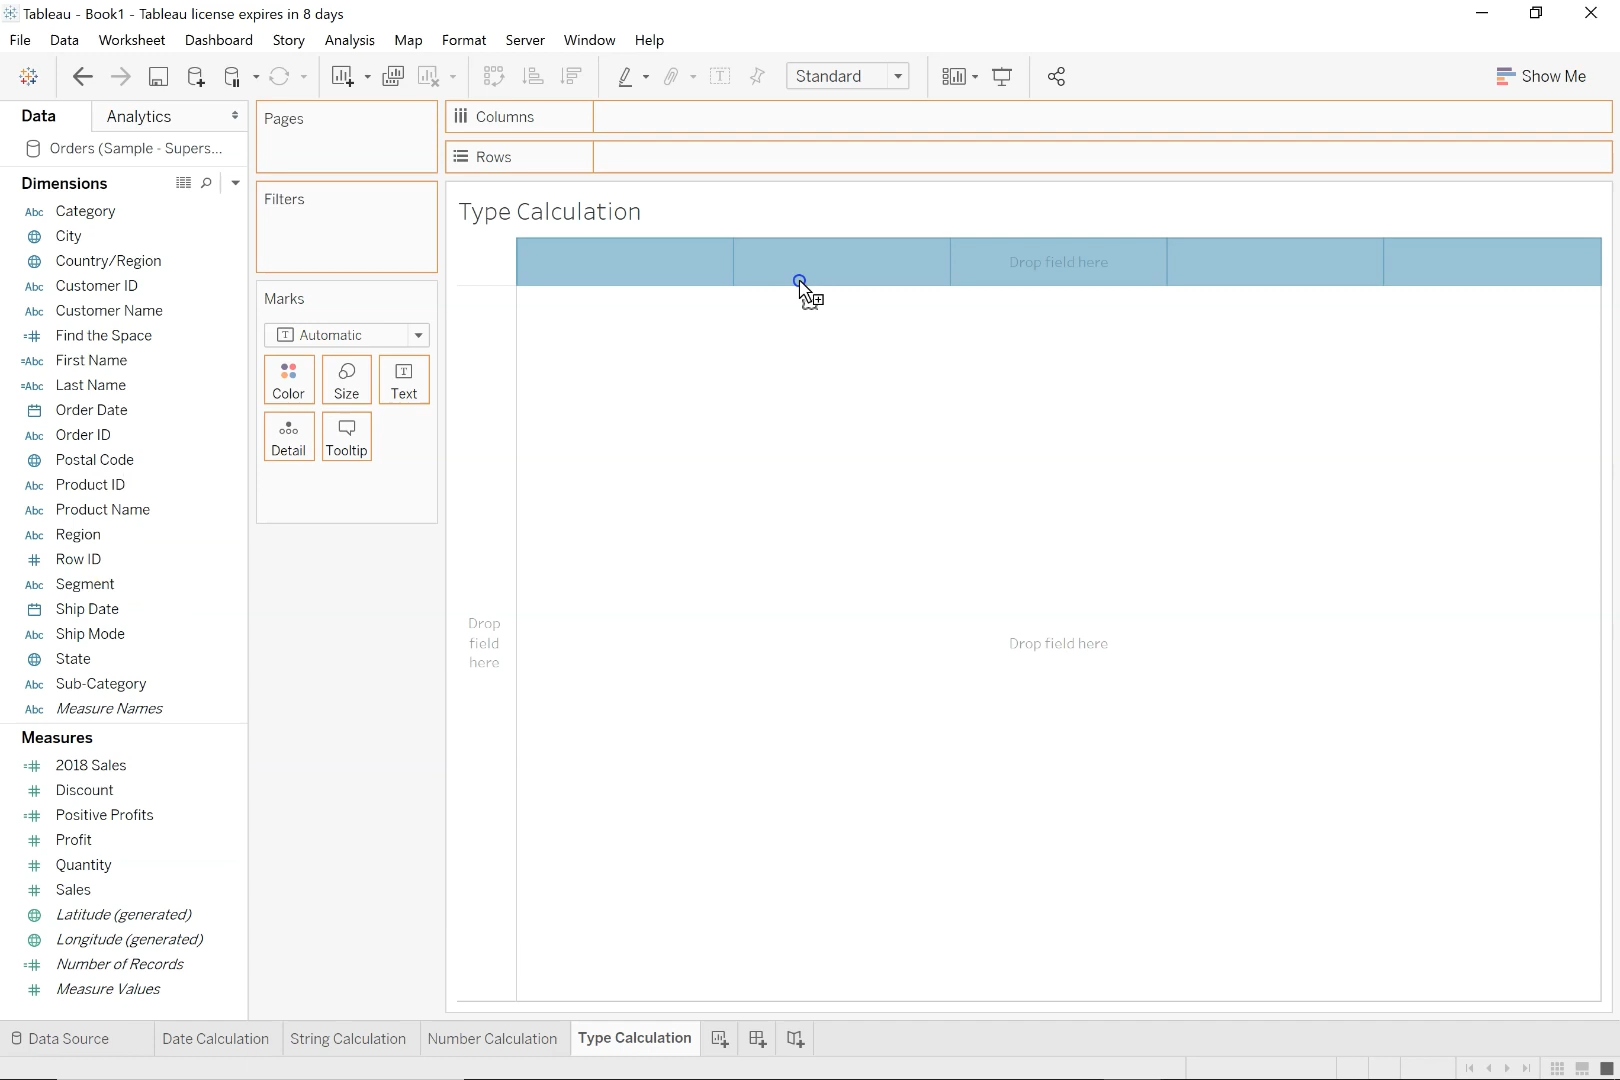 Tableau - Book1 - Tableau license expires in 8 days
File Data Worksheet Dashboard Story Analysis Map Format Server Window Help
Standard
Show Me
Data Analytics
Orders (Sample - Supers...
Dimensions
Abc Category
City
Country/Region
Abc Customer ID
Abc Customer Name
=# Find the Space
=Abc First Name
=Abc Last Name
Order Date
Abc Order ID
Postal Code
Abc Product ID
Abc Product Name
Abc Region
# Row ID
Abc Segment
Ship Date
Abc Ship Mode
State
Abc Sub-Category
Abc Measure Names
Measures
=# 2018 Sales
# Discount
=# Positive Profits
# Profit
# Quantity
# Sales
Latitude (generated)
Longitude (generated)
=# Number of Records
# Measure Values
Pages
Filters
Marks
T Automatic
Color Size Text
Detail Tooltip
Columns
Rows
Type Calculation
Drop field here
Drop
field
here
Drop field here
Data Source Date Calculation String Calculation Number Calculation Type Calculation